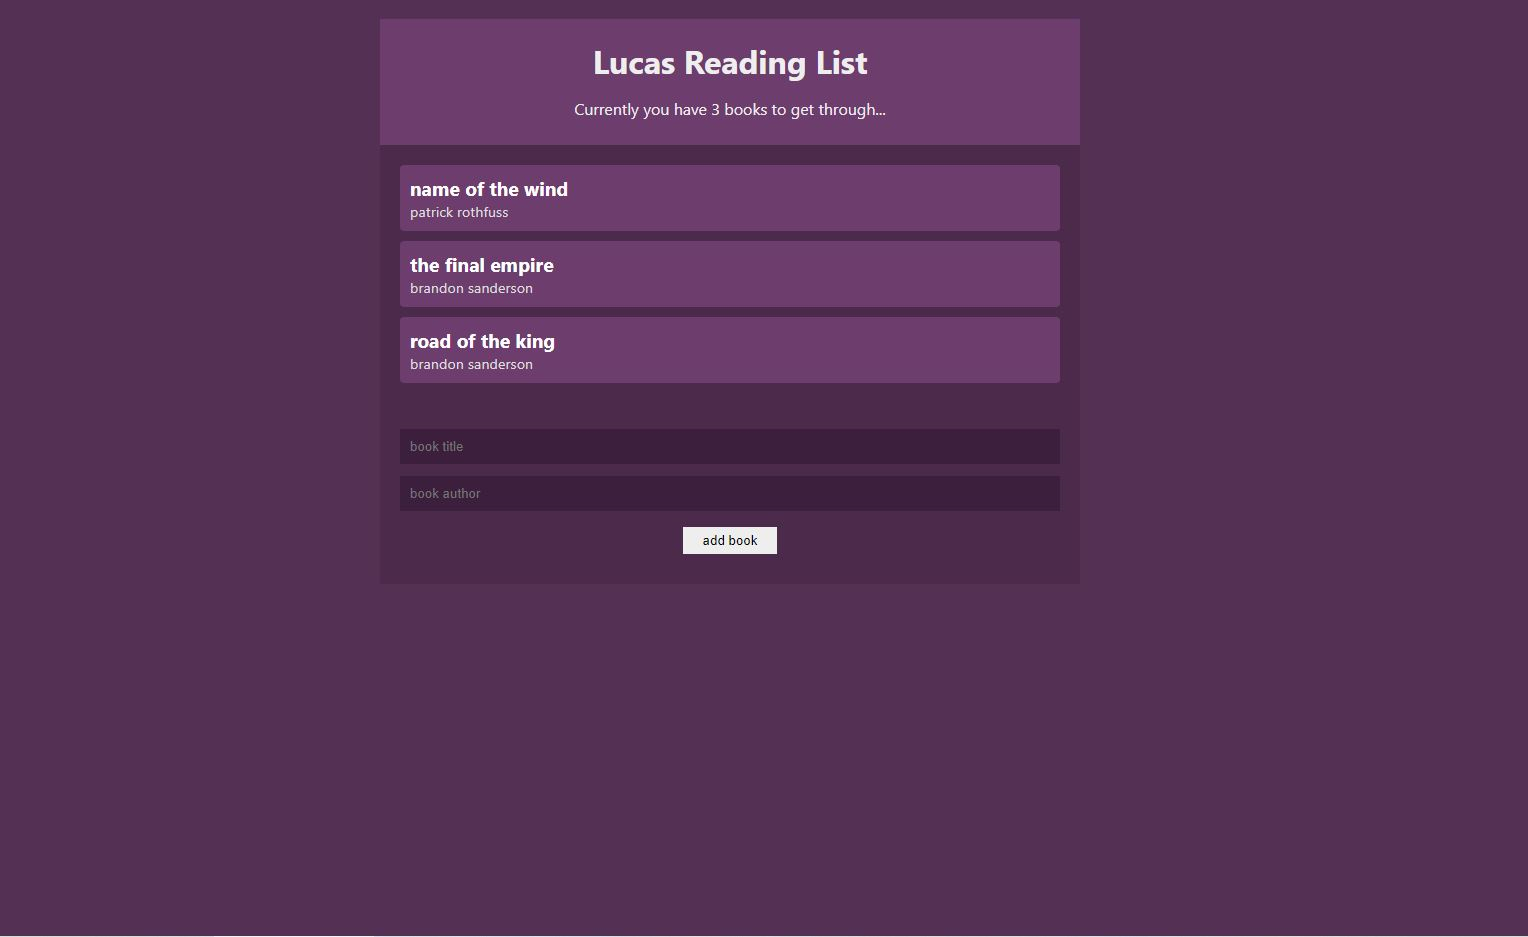 Lucas Reading List
Currently you have 3 books to get through...
name of the wind
patrick rothfuss
the final empire
brandon sanderson
road of the king
brandon sanderson
book title
book author
add book